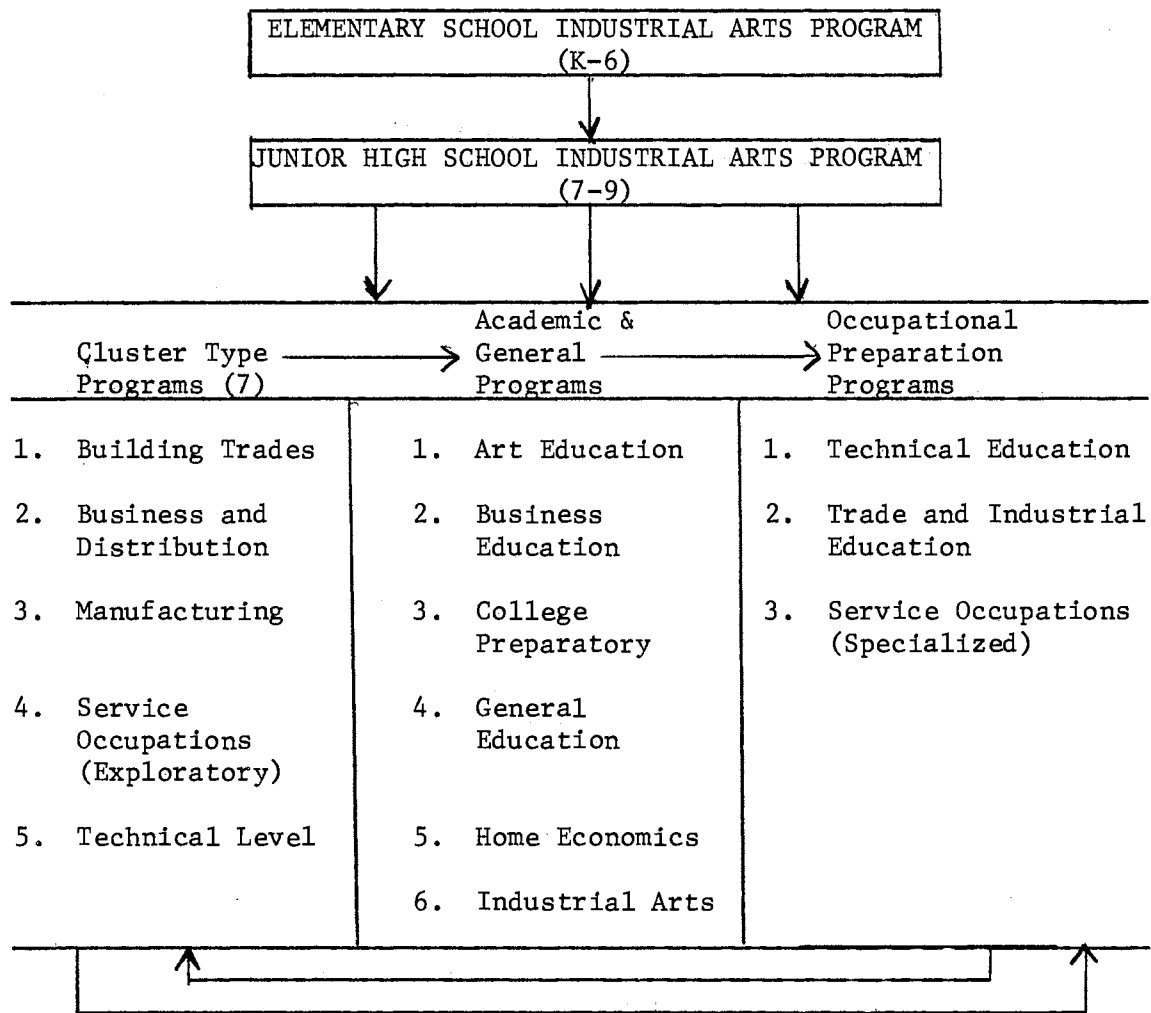 ELEMENTARY SCHOOL INDUSTRIAL ARTS PROGRAM
(K-6)
JUNIOR HIGH SCHOOL INDUSTRIAL ARTS PROGRAM
(7-9)
Cluster Type
Programs (7)
Academic &
General
Programs
Occupational
Preparation
Programs
1. Building Trades
2. Business and
Distribution
3. Manufacturing
4. Service
Occupations
(Exploratory)
5. Technical Level
1. Art Education
2. Business
Education
3. College
Preparatory
4. General
Education
5. Home Economics
6. Industrial Arts
1. Technical Education
2. Trade and Industrial
Education
3. Service Occupations
(Specialized)